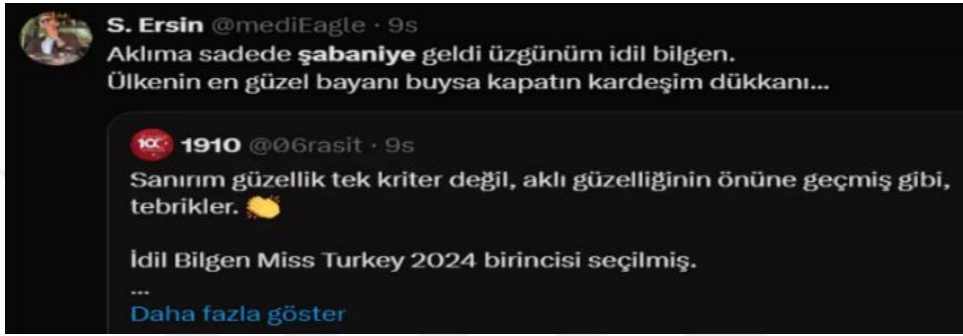 S. Ersin @mediEagle · 9s
Aklıma sadede şabaniye geldi üzgünüm idil bilgen.
Ülkenin en güzel bayanı buysa kapatın kardeşim dükkanı...
1910 @06rasit · 9s
Sanırım güzellik tek kriter değil, aklı güzelliğinin önüne geçmiş gibi,
tebrikler. 👏
İdil Bilgen Miss Turkey 2024 birincisi seçilmiş.
...
Daha fazla göster